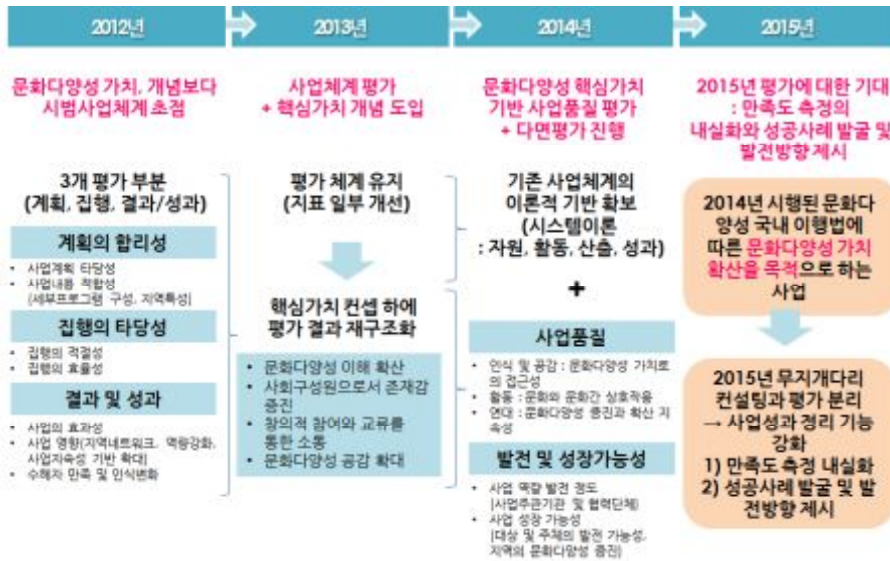 2012년
문화다양성 가치, 개념보다
시범사업체계 초점
3개 평가 부분
(계획, 집행, 결과/성과)
계획의 합리성
• 사업계획 타당성
• 사업내용 적합성
(세부프로그램 구성, 지역특성)
집행의 타당성
• 집행의 적절성
• 집행의 효율성
결과 및 성과
• 사업의 효과성
• 사업 영향(지역네트워크, 역량강화,
사업지속성 기반 확대)
• 수혜자 만족 및 인식변화
2013년
사업체계 평가
+ 핵심가치 개념 도입
평가 체계 유지
(지표 일부 개선)
핵심가치 컨셉 하에
평가 결과 재구조화
• 문화다양성 이해 확산
• 사회구성원으로서 존재감
증진
• 창의적 참여와 교류를
통한 소통
• 문화다양성 공감 확대
2014년
문화다양성 핵심가치
기반 사업품질 평가
+ 다면평가 진행
기존 사업체계의
이론적 기반 확보
(시스템이론
: 자원, 활동, 산출, 성과)
+
사업품질
• 인식 및 공감 : 문화다양성 가치로
의 접근성
• 활동 : 문화와 문화간 상호작용
• 연대 : 문화다양성 증진과 확산 지
속성
발전 및 성장가능성
• 사업 역량 발전 정도
(사업주관기관 및 협력단체)
• 사업 성장 가능성
(대상 및 주체의 발전 가능성,
지역의 문화다양성 증진)
2015년
2015년 평가에 대한 기대
: 만족도 측정의
내실화와 성공사례 발굴 및
발전방향 제시
2014년 시행된 문화다
양성 국내 이행법에
따른 문화다양성 가치
확산을 목적으로 하는
사업
2015년 무지개다리
컨설팅과 평가 분리
→ 사업성과 정리 기능
강화
1) 만족도 측정 내실화
2) 성공사례 발굴 및 발
전방향 제시